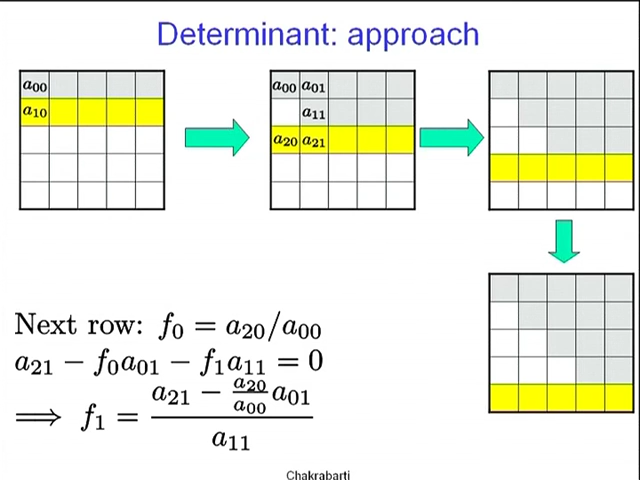 Determinant: approach
a₀₀
a₁₀
a₀₀ a₀₁
a₁₁
a₂₀ a₂₁
Next row: f₀ = a₂₀/a₀₀
a₂₁ − f₀a₀₁ − f₁a₁₁ = 0
⟹ f₁ = (a₂₁ − (a₂₀/a₀₀)a₀₁)/a₁₁
Chakrabarti